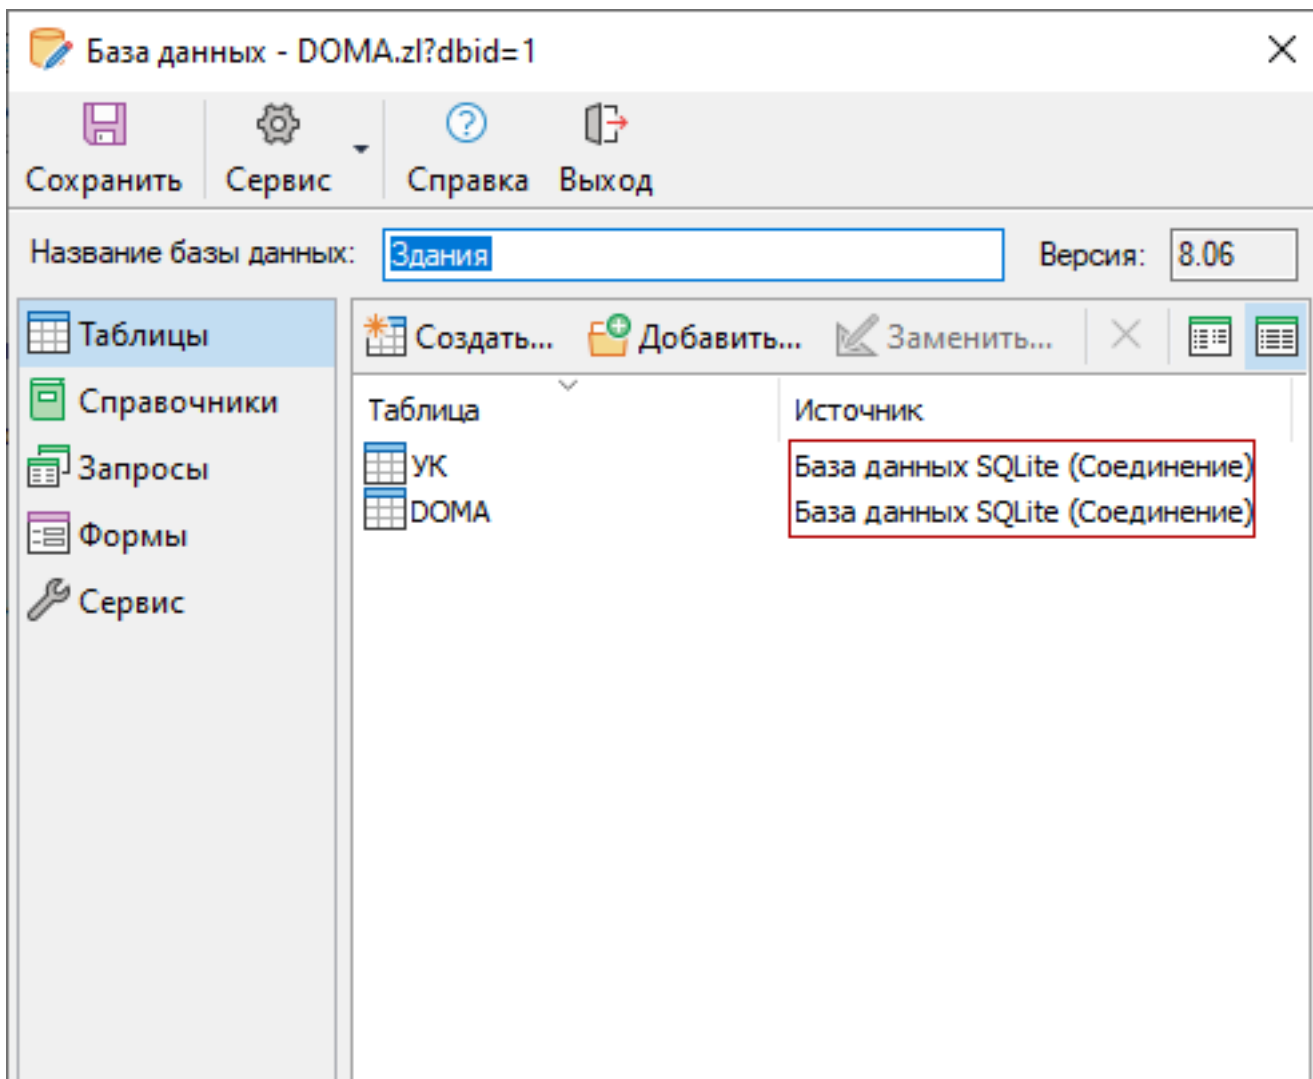 База данных - DOMA.zl?dbid=1
Сохранить Сервис Справка Выход
Название базы данных: Здания Версия: 8.06
Таблицы
Справочники
Запросы
Формы
Сервис
Создать... Добавить... Заменить...
Таблица Источник
УК База данных SQLite (Соединение)
DOMA База данных SQLite (Соединение)